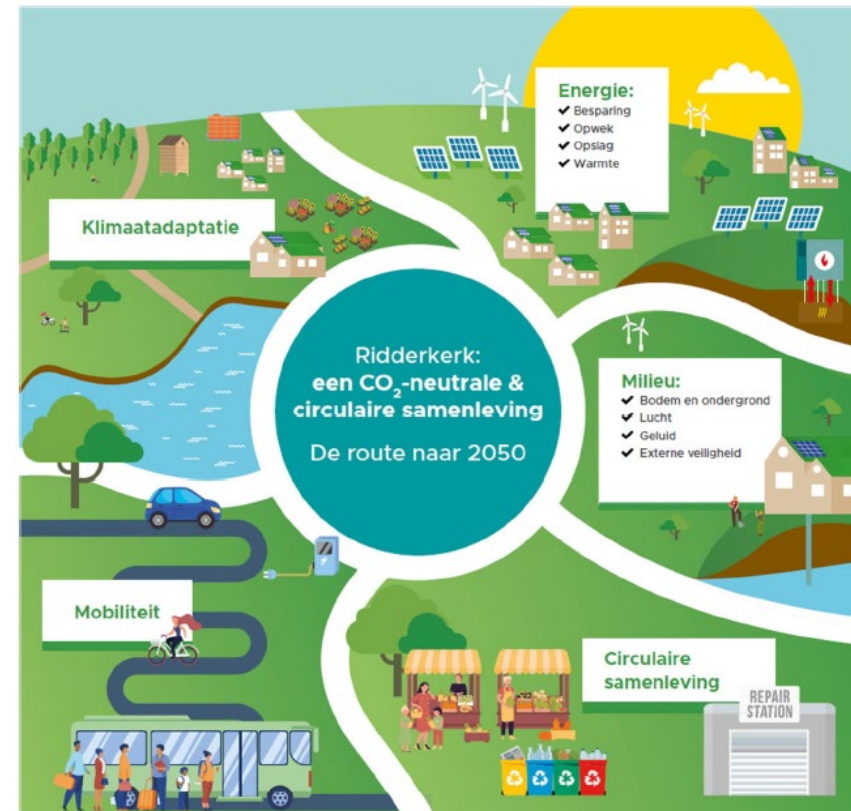 Energie:
✔ Besparing
✔ Opwek
✔ Opslag
✔ Warmte
Klimaatadaptatie
Ridderkerk:
een CO₂-neutrale &
circulaire samenleving
De route naar 2050
Milieu:
✔ Bodem en ondergrond
✔ Lucht
✔ Geluid
✔ Externe veiligheid
Mobiliteit
Circulaire
samenleving
REPAIR
STATION